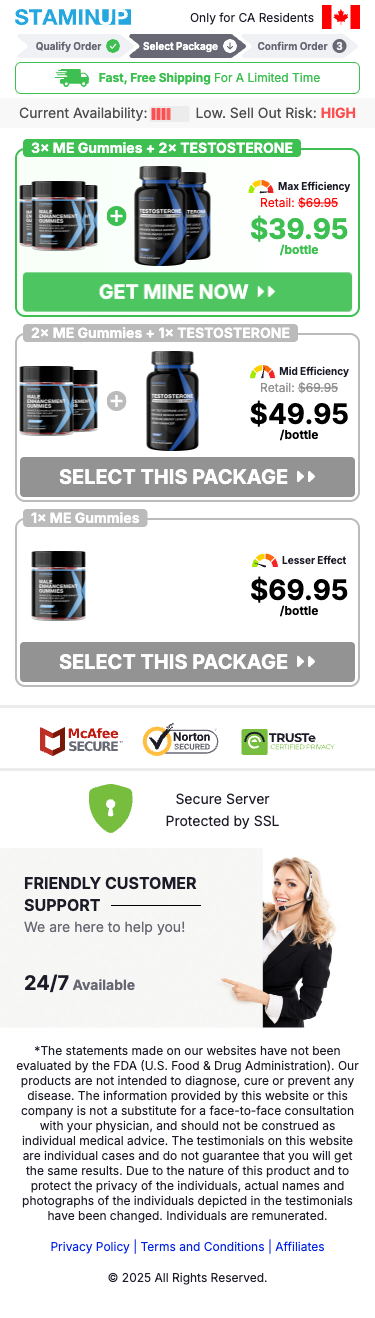 STAMINUP
Only for CA Residents
Qualify Order
Select Package
Confirm Order 3
Fast, Free Shipping For A Limited Time
Current Availability:
Low. Sell Out Risk: HIGH
3× ME Gummies + 2× TESTOSTERONE
MALE
ENHANCEMENT
GUMMIES
TESTOSTERONE
Max Efficiency
Retail: $69.95
$39.95
/bottle
GET MINE NOW
2× ME Gummies + 1× TESTOSTERONE
MALE
ENHANCEMENT
GUMMIES
TESTOSTERONE
Mid Efficiency
Retail: $69.95
$49.95
/bottle
SELECT THIS PACKAGE
1× ME Gummies
MALE
ENHANCEMENT
GUMMIES
Lesser Effect
$69.95
/bottle
SELECT THIS PACKAGE
McAfee
SECURE™
Norton
SECURED
TRUSTe
CERTIFIED PRIVACY
Secure Server
Protected by SSL
FRIENDLY CUSTOMER
SUPPORT
We are here to help you!
24/7 Available
*The statements made on our websites have not been
evaluated by the FDA (U.S. Food & Drug Administration). Our
products are not intended to diagnose, cure or prevent any
disease. The information provided by this website or this
company is not a substitute for a face-to-face consultation
with your physician, and should not be construed as
individual medical advice. The testimonials on this website
are individual cases and do not guarantee that you will get
the same results. Due to the nature of this product and to
protect the privacy of the individuals, actual names and
photographs of the individuals depicted in the testimonials
have been changed. Individuals are remunerated.
Privacy Policy | Terms and Conditions | Affiliates
© 2025 All Rights Reserved.